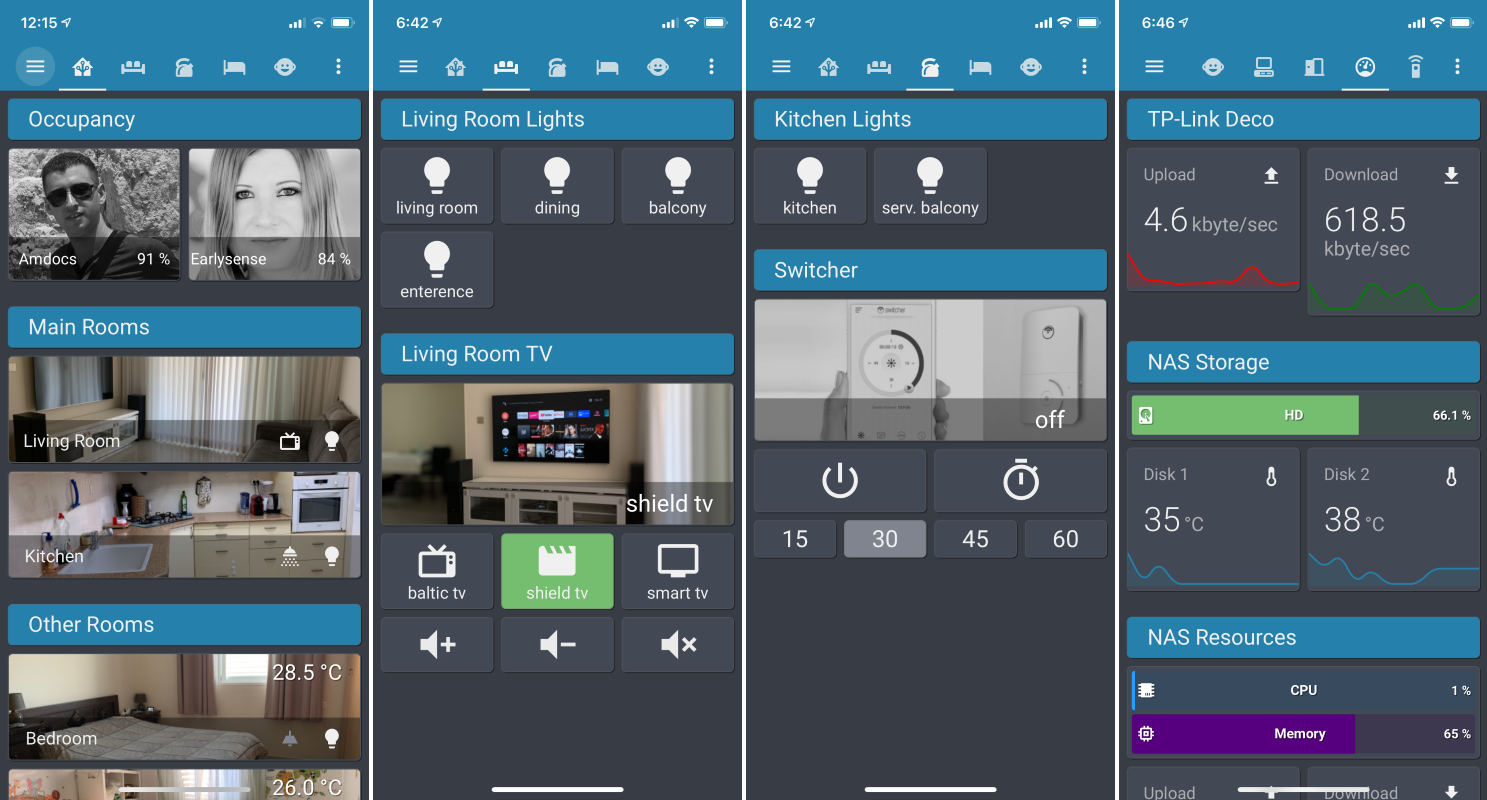 12:15
Occupancy
Amdocs 91 %
Earlysense 84 %
Main Rooms
Living Room
Kitchen
Other Rooms
28.5 °C
Bedroom
26.0 °C
6:42
Living Room Lights
living room
dining
balcony
enterence
Living Room TV
shield tv
baltic tv
shield tv
smart tv
6:42
Kitchen Lights
kitchen
serv. balcony
Switcher
switcher
off
15
30
45
60
6:46
TP-Link Deco
Upload
4.6 kbyte/sec
Download
618.5
kbyte/sec
NAS Storage
HD 66.1 %
Disk 1
35 °C
Disk 2
38 °C
NAS Resources
CPU 1 %
Memory 65 %
Upload
Download